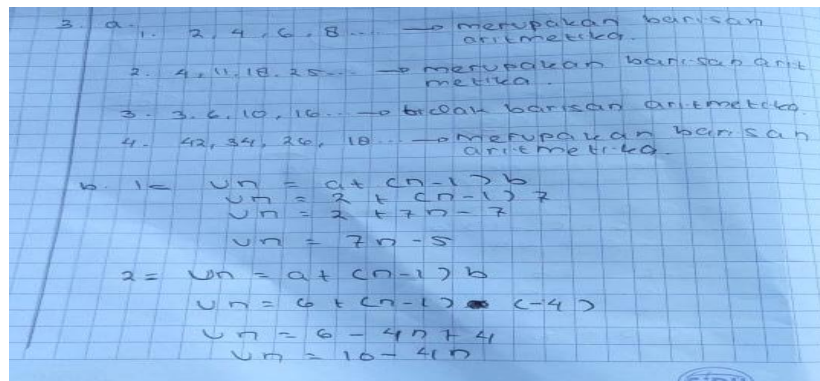 3. a.
1. 2, 4, 6, 8.... → merupakan barisan
aritmetika.
2. 4, 11, 18, 25.... → merupakan barisan arit
metika.
3. 3, 6, 10, 16.... → tidak barisan aritmetika
4. 42, 34, 26, 18.... → merupakan barisan
aritmetika.
b. 1 = Un = a + (n-1) b
Un = 2 + (n-1) 7
Un = 2 + 7n - 7
Un = 7n - 5
2 = Un = a + (n-1) b
Un = 6 + (n-1) (-4)
Un = 6 - 4n + 4
Un = 10 - 4n